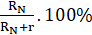 R_N / (R_N + r) . 100%